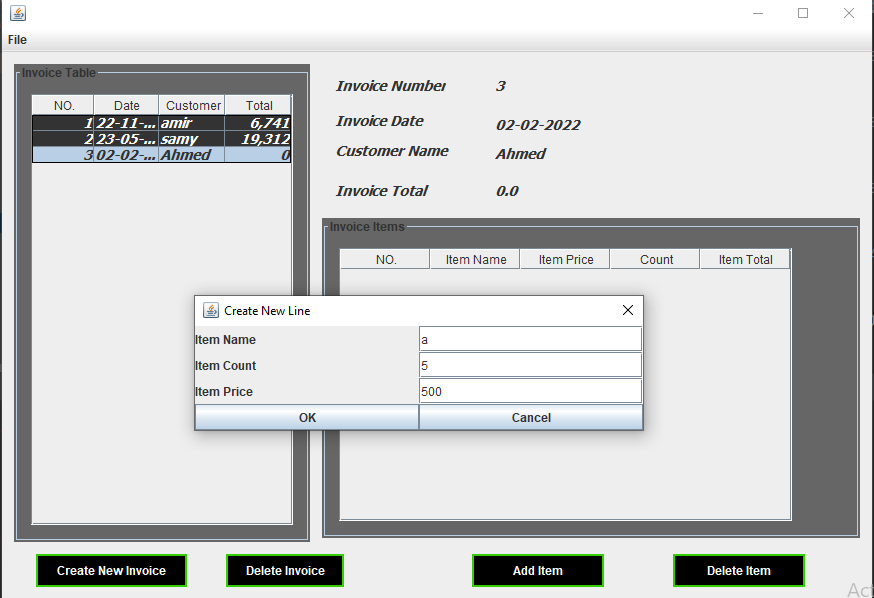 File
Invoice Table
NO. Date Customer Total
1 22-11-... amir 6,741
2 23-05-... samy 19,312
3 02-02-... Ahmed 0
Invoice Number 3
Invoice Date 02-02-2022
Customer Name Ahmed
Invoice Total 0.0
Invoice Items
NO. Item Name Item Price Count Item Total
Create New Line
Item Name a
Item Count 5
Item Price 500
OK Cancel
Create New Invoice Delete Invoice Add Item Delete Item